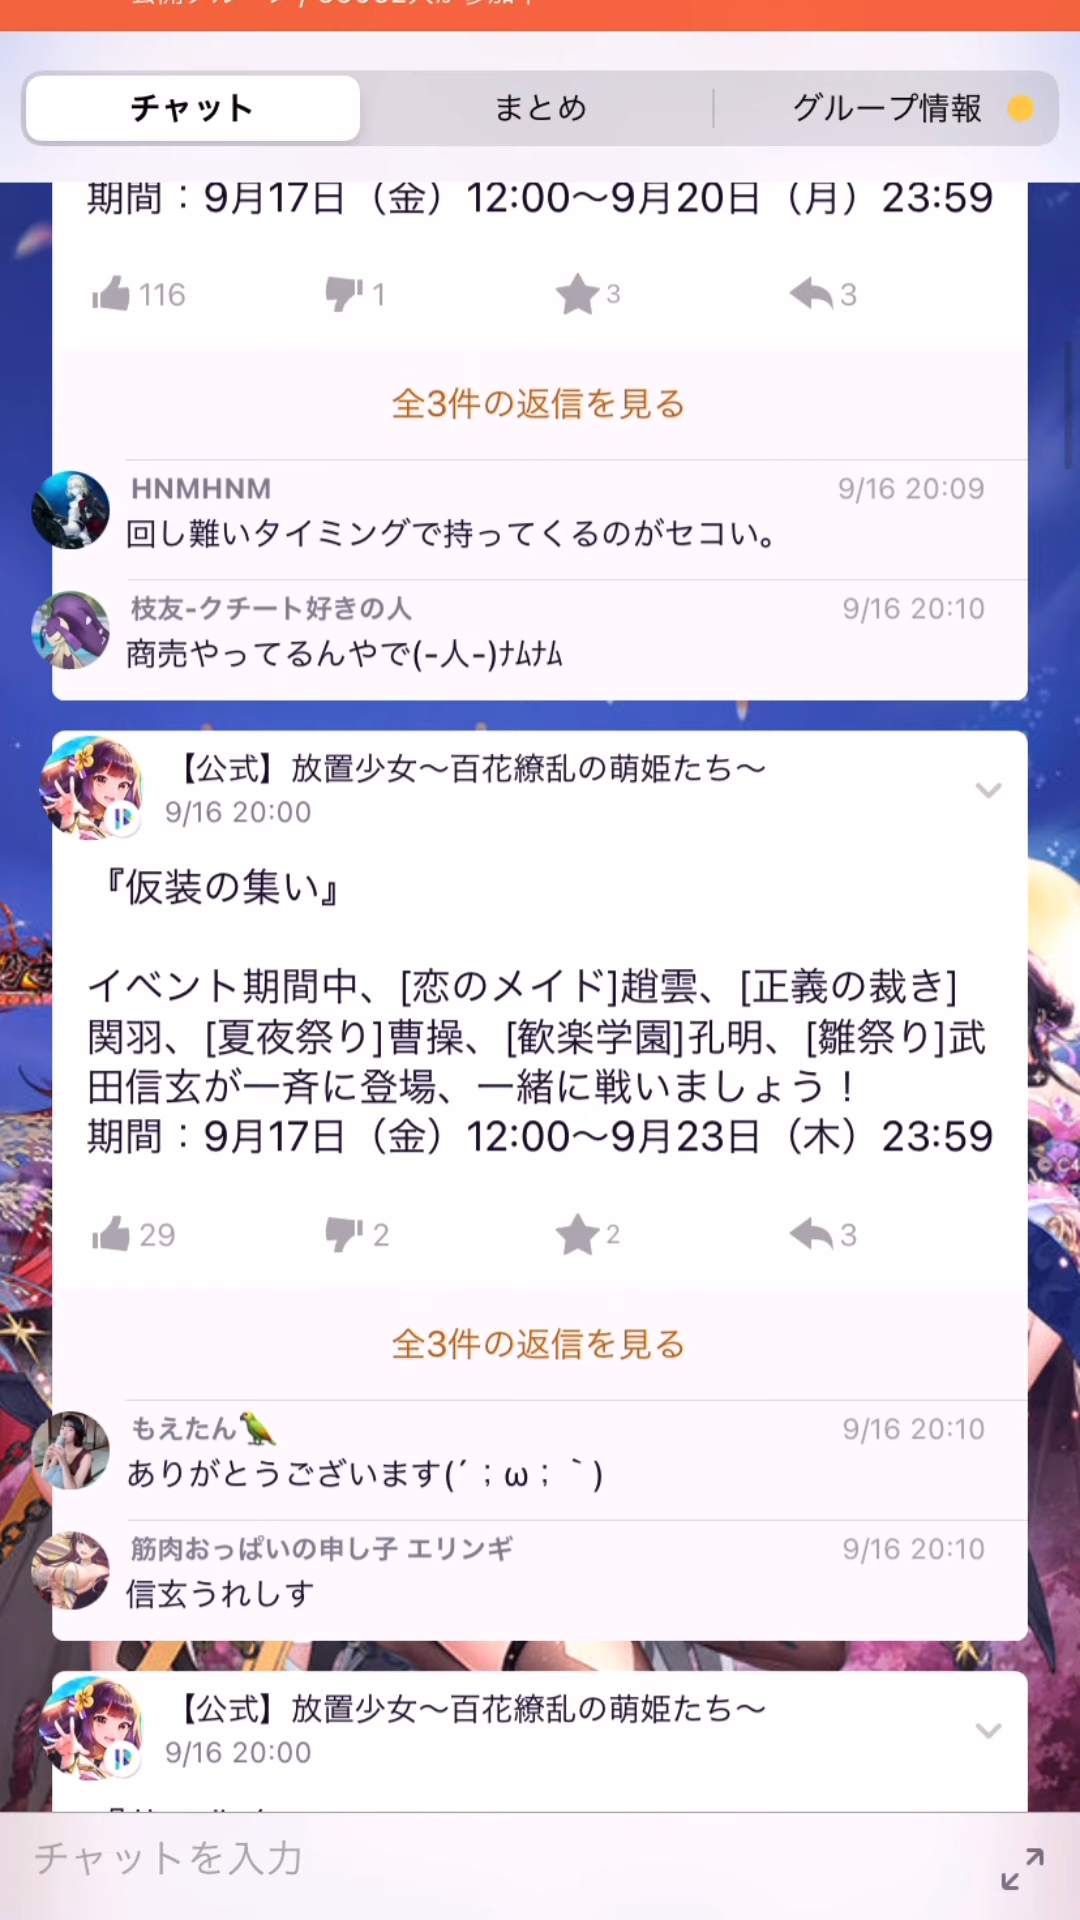 チャット
まとめ
グループ情報
期間：9月17日（金）12:00〜9月20日（月）23:59
116
1
3
3
全3件の返信を見る
HNMHNM
9/16 20:09
回し難いタイミングで持ってくるのがセコい。
枝友-クチート好きの人
9/16 20:10
商売やってるんやで(-人-)ﾅﾑﾅﾑ
【公式】放置少女〜百花繚乱の萌姫たち〜
9/16 20:00
『仮装の集い』
イベント期間中、[恋のメイド]趙雲、[正義の裁き]
関羽、[夏夜祭り]曹操、[歓楽学園]孔明、[雛祭り]武
田信玄が一斉に登場、一緒に戦いましょう！
期間：9月17日（金）12:00〜9月23日（木）23:59
29
2
2
3
全3件の返信を見る
もえたん🦜
9/16 20:10
ありがとうございます(´；ω；｀)
筋肉おっぱいの申し子 エリンギ
9/16 20:10
信玄うれしす
【公式】放置少女〜百花繚乱の萌姫たち〜
9/16 20:00
チャットを入力